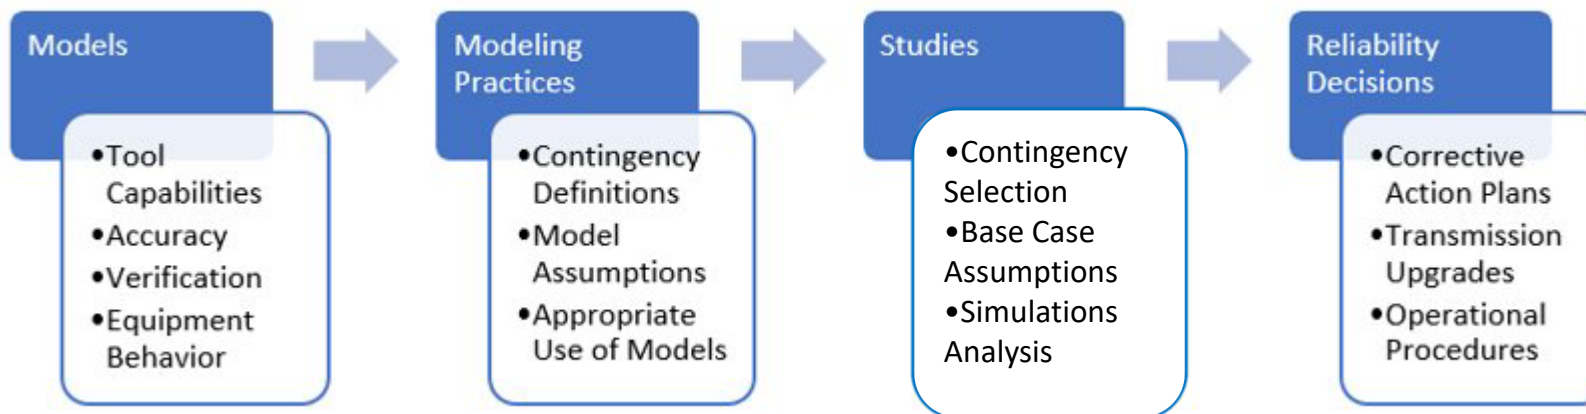 Models
•Tool
Capabilities
•Accuracy
•Verification
•Equipment
Behavior
Modeling
Practices
•Contingency
Definitions
•Model
Assumptions
•Appropriate
Use of Models
Studies
•Contingency
Selection
•Base Case
Assumptions
•Simulations
Analysis
Reliability
Decisions
•Corrective
Action Plans
•Transmission
Upgrades
•Operational
Procedures